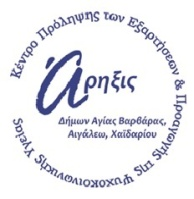 Κέντρο Πρόληψης των Εξαρτήσεων & Προαγωγής της Ψυχοκοινωνικής Υγείας
Άρηξις
Δήμων Αγίας Βαρβάρας,
Αιγάλεω, Χαϊδαρίου